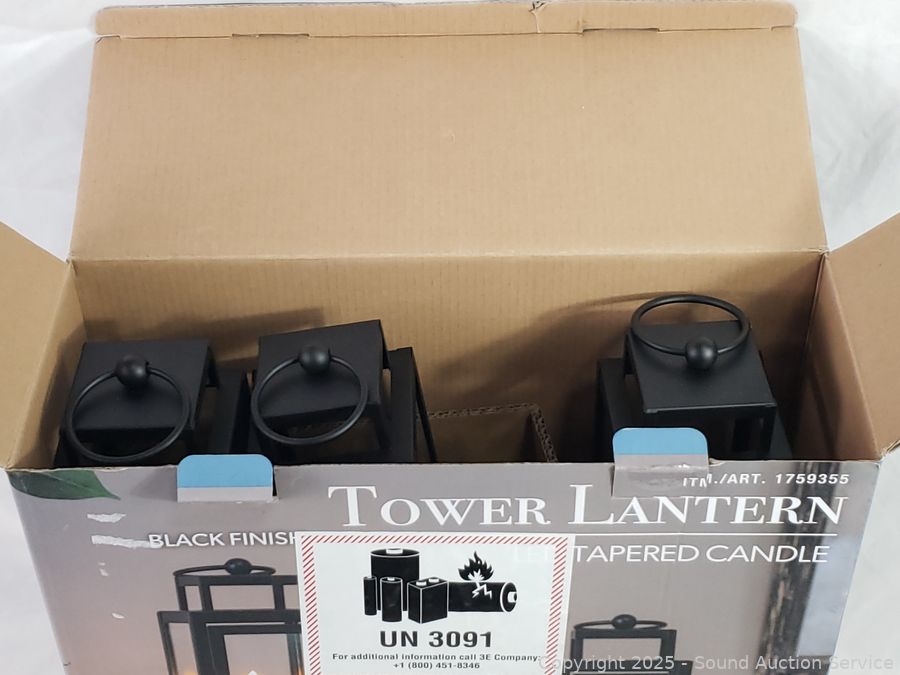 ITM./ART. 1759355
TOWER LANTERN
BLACK FINISH
TAPERED CANDLE
UN 3091
For additional information call 3E Company:
+1 (800) 451-8346
Copyright 2025 - Sound Auction Service